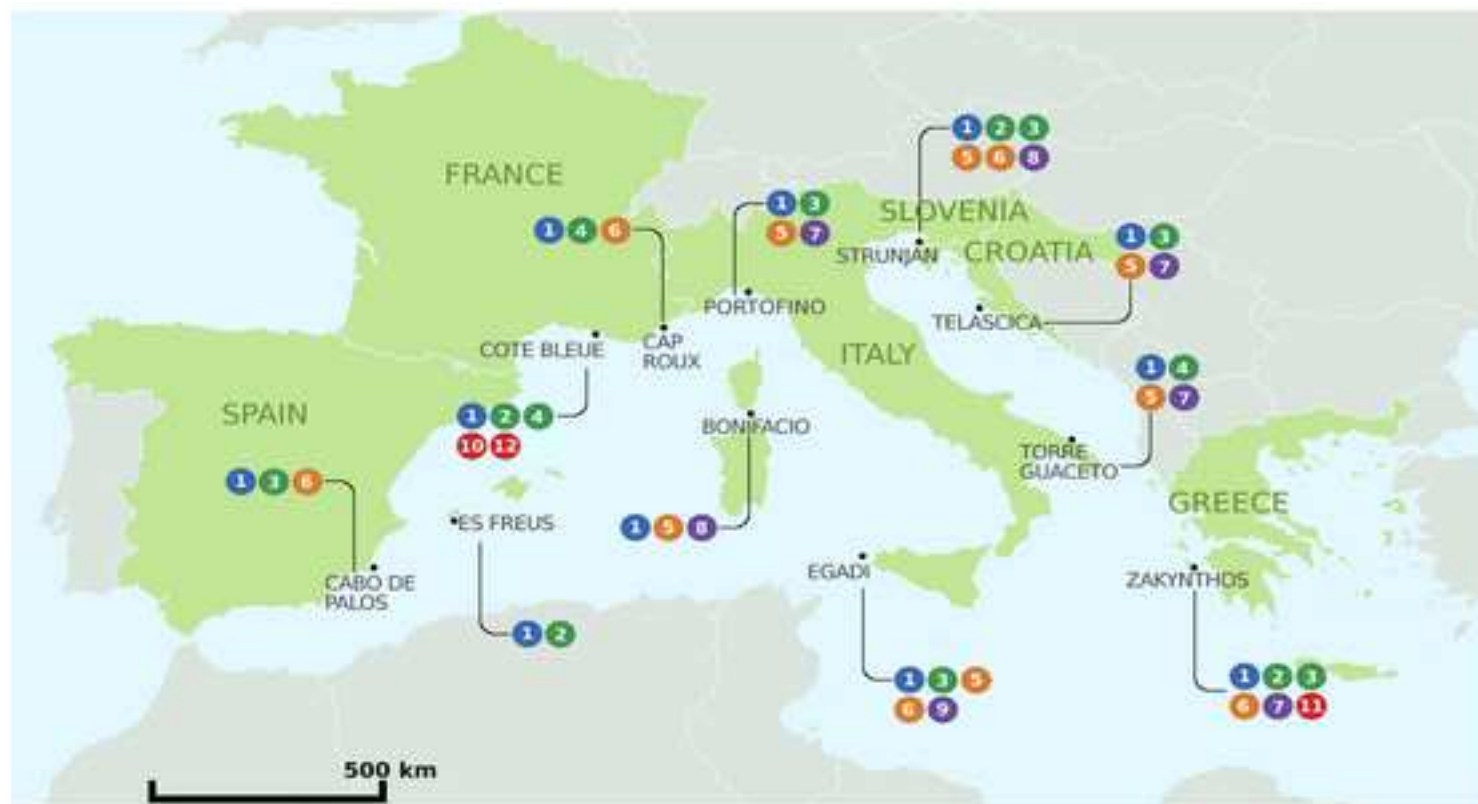 1 2 3
5 6 8
FRANCE
1 3
5 7
SLOVENIA
1 4 6
STRUNJAN
CROATIA
1 3
5 7
PORTOFINO
TELASCICA
COTE BLEUE
CAP
ROUX
ITALY
1 4
5 7
SPAIN
1 2 4
10 12
BONIFACIO
TORRE
GUACETO
1 3 6
GREECE
ES FREUS
1 5 8
EGADI
ZAKYNTHOS
CABO DE
PALOS
1 2
1 3 5
6 9
1 2 3
6 7 11
500 km